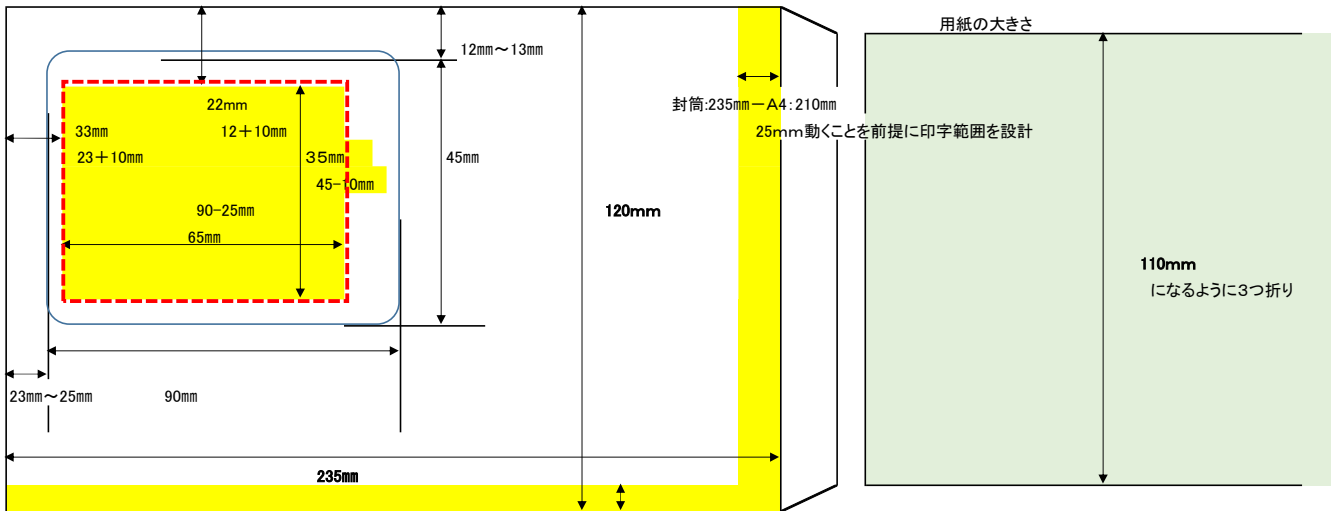 用紙の大きさ
12mm～13mm
22mm
12＋10mm
33mm
23＋10mm
35mm
45-10mm
45mm
封筒:235mm－A4：210mm
25ｍｍ動くことを前提に印字範囲を設計
90-25mm
65mm
120mm
110mm
になるように3つ折り
23mm～25mm
90mm
235mm